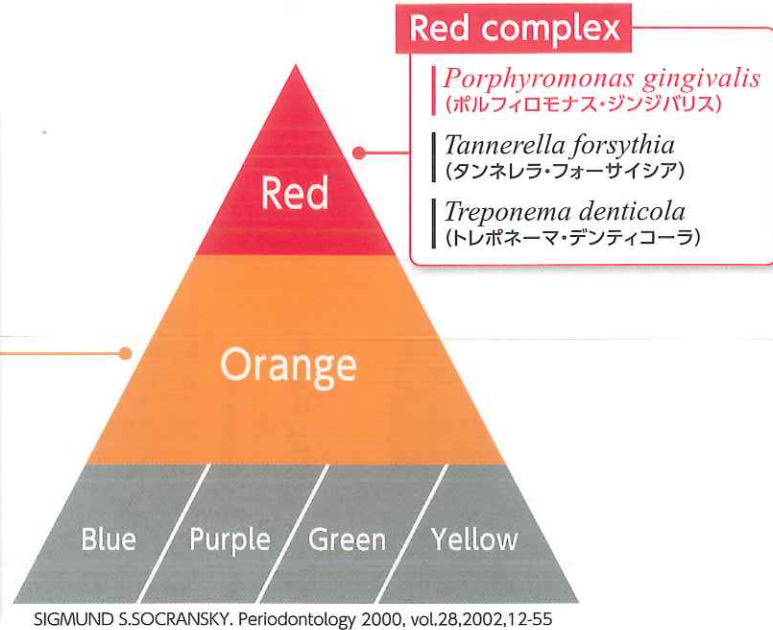 Red complex
Porphyromonas gingivalis
(ポルフィロモナス・ジンジバリス)
Tannerella forsythia
(タンネレラ・フォーサイシア)
Treponema denticola
(トレポネーマ・デンティコーラ)
Red
Orange
Blue
Purple
Green
Yellow
SIGMUND S.SOCRANSKY. Periodontology 2000, vol.28,2002,12-55